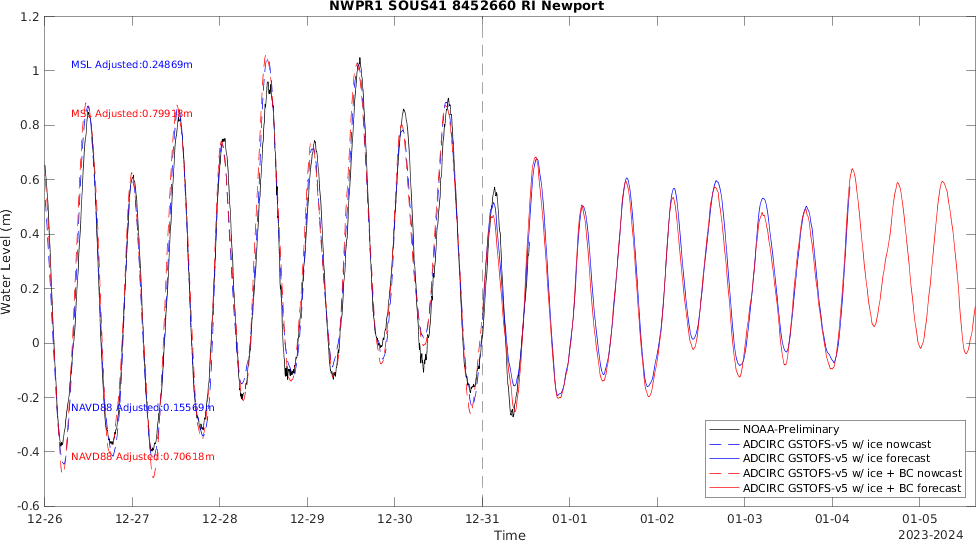 NWPR1 SOUS41 8452660 RI Newport
1.2
1
0.8
0.6
0.4
0.2
0
-0.2
-0.4
-0.6
Water Level (m)
MSL Adjusted:0.24869m
MSL Adjusted:0.79918m
NAVD88 Adjusted:0.15569m
NAVD88 Adjusted:0.70618m
NOAA-Preliminary
ADCIRC GSTOFS-v5 w/ ice nowcast
ADCIRC GSTOFS-v5 w/ ice forecast
ADCIRC GSTOFS-v5 w/ ice + BC nowcast
ADCIRC GSTOFS-v5 w/ ice + BC forecast
12-26 12-27 12-28 12-29 12-30 12-31 01-01 01-02 01-03 01-04 01-05
Time
2023-2024